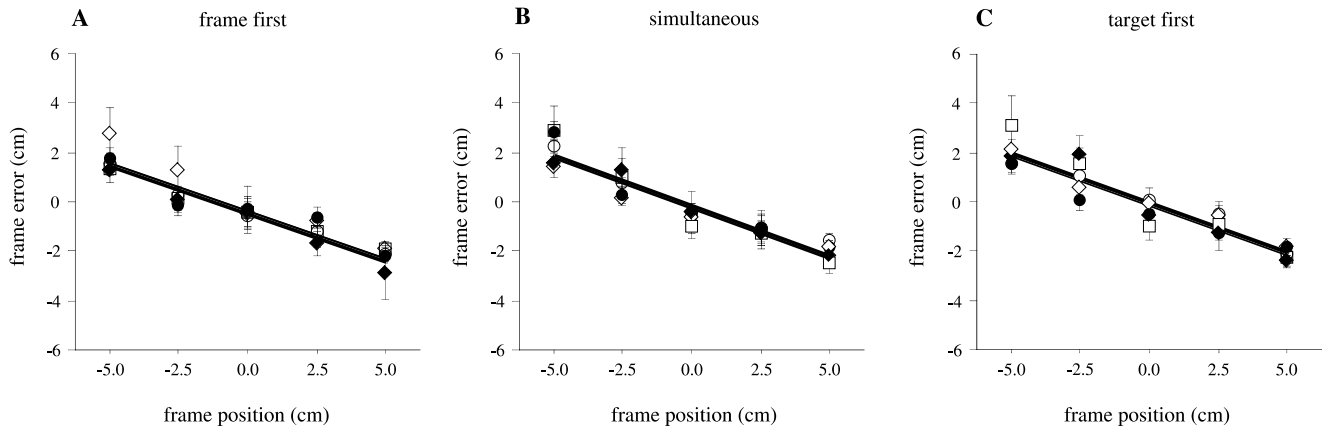 A
frame first
frame error (cm)
6
4
2
0
-2
-4
-6
-5.0 -2.5 0.0 2.5 5.0
frame position (cm)
B
simultaneous
frame error (cm)
6
4
2
0
-2
-4
-6
-5.0 -2.5 0.0 2.5 5.0
frame position (cm)
C
target first
frame error (cm)
6
4
2
0
-2
-4
-6
-5.0 -2.5 0.0 2.5 5.0
frame position (cm)